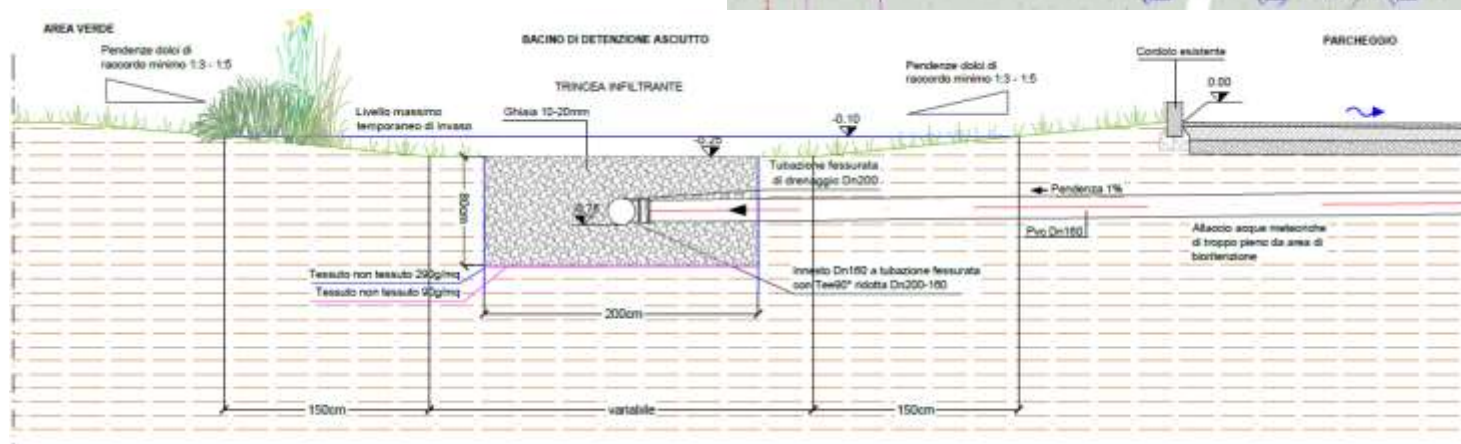 AREA VERDE
Pendenze dolci di
raccordo minimo 1:3 - 1:5
BACINO DI DETENZIONE ASCIUTTO
TRINCEA INFILTRANTE
Livello massimo
temporaneo di invaso
Ghiaia 10-20mm
Pendenze dolci di
raccordo minimo 1:3 - 1:5
Cordolo esistente
PARCHEGGIO
0.00
-0.10
-0.25
Tubazione fessurata
di drenaggio Dn200
80cm
Pendenza 1%
Pvc Dn160
Allaccio acque meteoriche
di troppo pieno da area di
bioritenzione
Tessuto non tessuto 290g/mq
Tessuto non tessuto 90g/mq
Innesto Dn160 a tubazione fessurata
con Tee90° ridotta Dn200-160
200cm
150cm
variabile
150cm